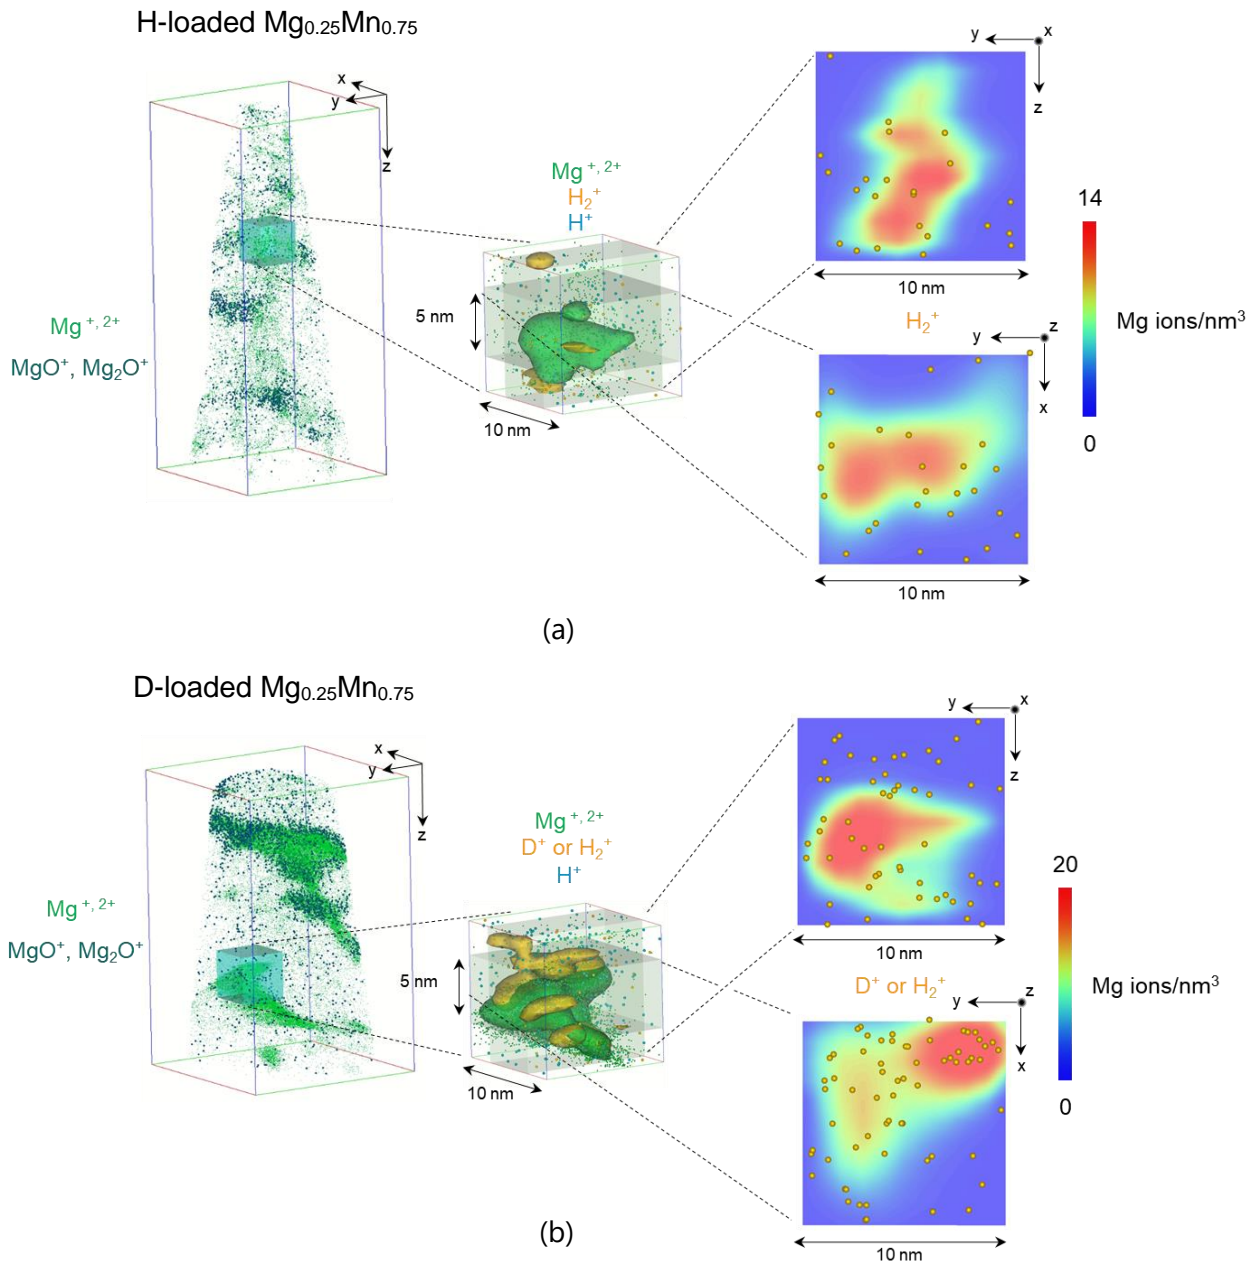 H-loaded Mg0.25Mn0.75
y x
z
x
y
z
Mg+, 2+
H2+
H+
14
5 nm
10 nm
10 nm
Mg+, 2+
MgO+, Mg2O+
H2+
Mg ions/nm3
y z
x
0
10 nm
(a)
D-loaded Mg0.25Mn0.75
y x
z
x
y
z
Mg+, 2+
D+ or H2+
H+
20
Mg+, 2+
MgO+, Mg2O+
5 nm
10 nm
10 nm
D+ or H2+
Mg ions/nm3
y z
x
0
10 nm
(b)